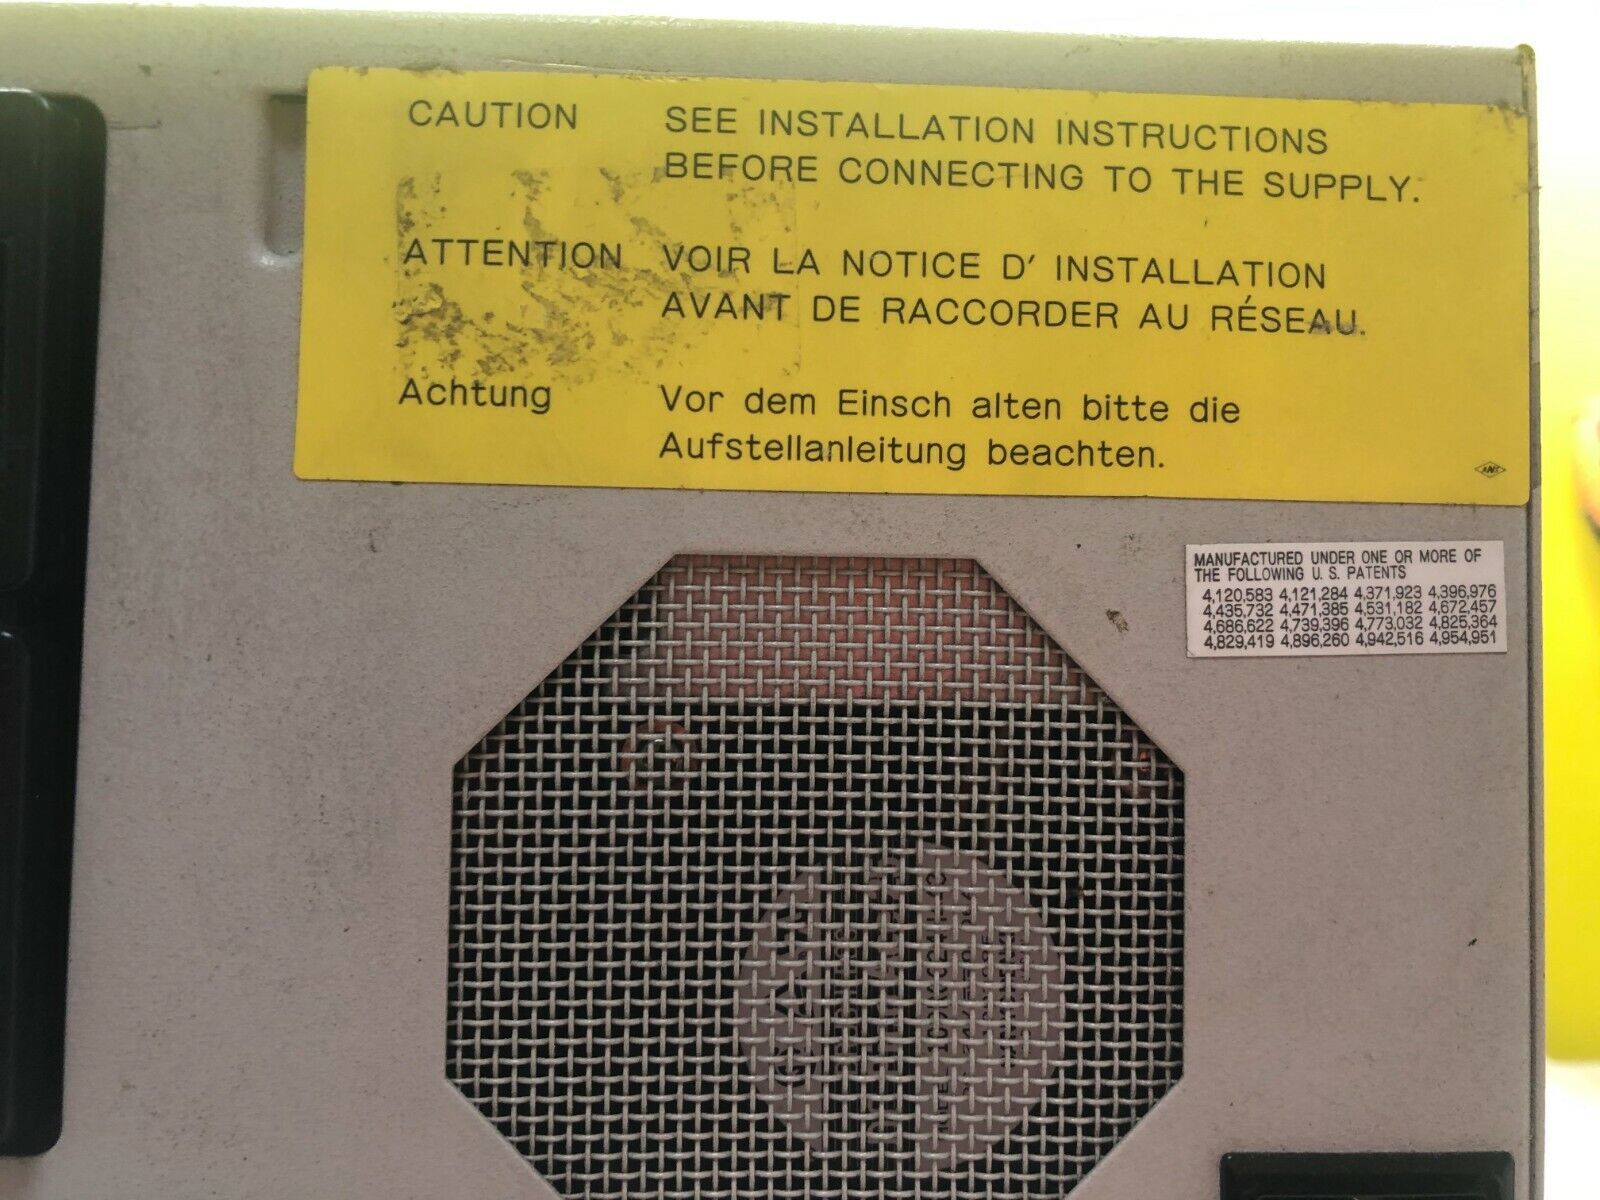 CAUTION SEE INSTALLATION INSTRUCTIONS
BEFORE CONNECTING TO THE SUPPLY.
ATTENTION VOIR LA NOTICE D' INSTALLATION
AVANT DE RACCORDER AU RÉSEAU.
Achtung Vor dem Einsch alten bitte die
Aufstellanleitung beachten.
MANUFACTURED UNDER ONE OR MORE OF
THE FOLLOWING U. S. PATENTS
4,120,583 4,121,284 4,371,923 4,396,976
4,435,732 4,471,385 4,531,182 4,672,457
4,686,622 4,739,396 4,773,032 4,825,364
4,829,419 4,896,260 4,942,516 4,954,951